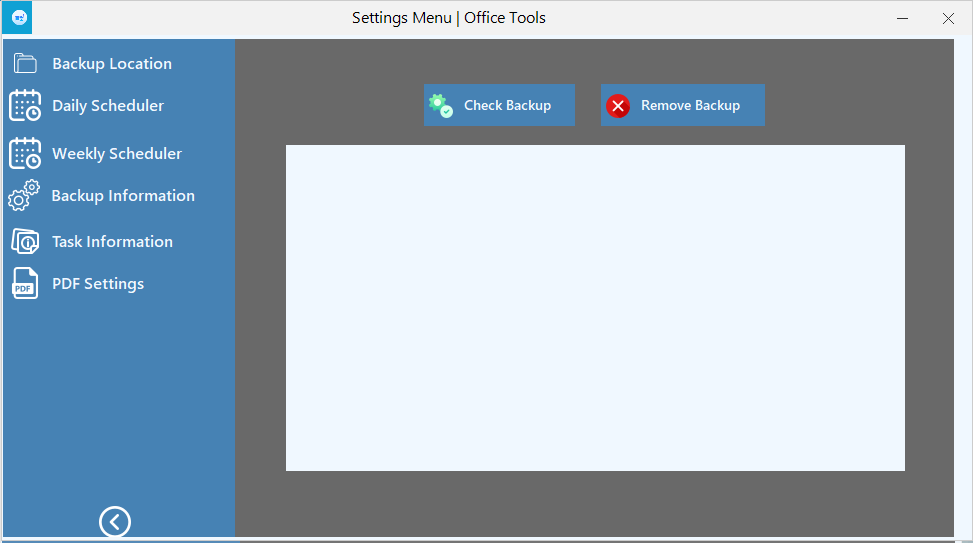 Settings Menu | Office Tools
Backup Location
Daily Scheduler
Weekly Scheduler
Backup Information
Task Information
PDF
PDF Settings
Check Backup
Remove Backup